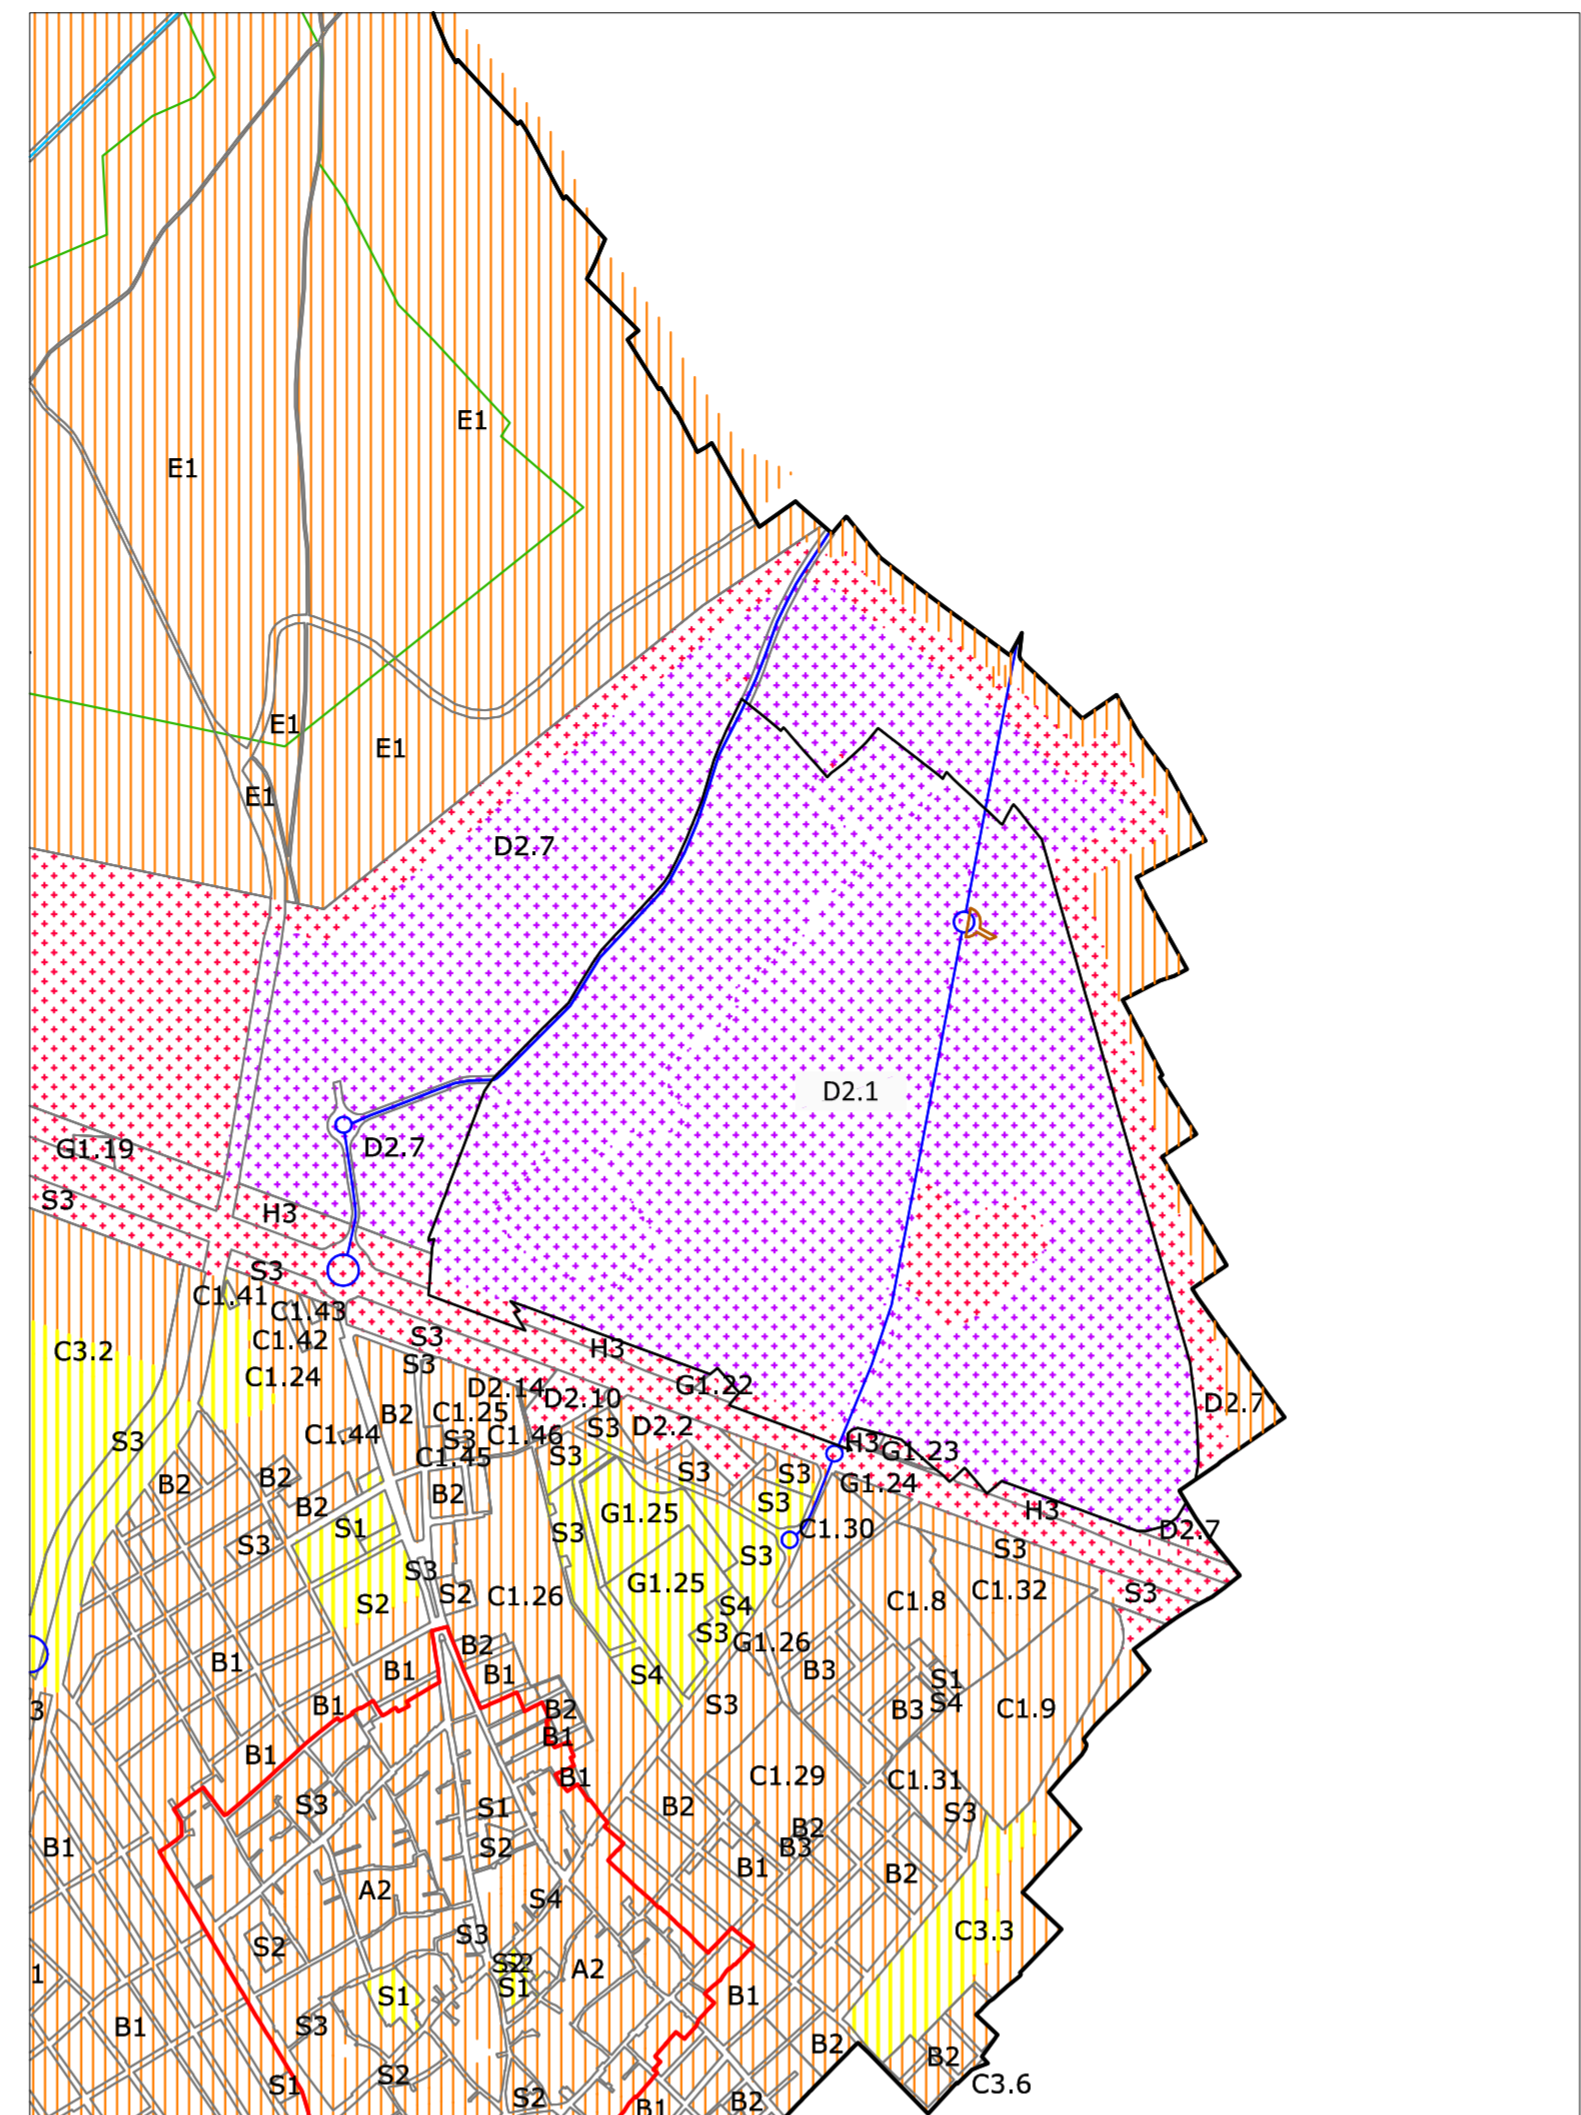 E1
E1
E1
E1
E1
D2.7
D2.1
D2.7
G1.19
S3
H3
S3
C1.41
C1.43
C1.42
C3.2
C1.24
S3
S3
H3
G1.22
D2.14
D2.10
D2.7
B2
C1.25
S3
D2.2
C1.44
S3
C1.46
S3
C1.45
S3
H3
G1.23
S3
B2
B2
B2
B2
S3
G1.24
S3
G1.25
H3
S1
S3
C1.30
D2.7
S3
S3
S3
S3
S2
S2
C1.26
G1.25
C1.8
C1.32
S3
S4
S3
G1.26
B2
B1
B1
B1
S4
B3
S1
S4
B1
3
B2
B1
S3
B3
C1.9
B1
B1
C1.29
C1.31
S3
S1
B2
B2
S3
B1
S2
B3
B1
B2
A2
S4
S3
C3.3
S2
S2
S2
A2
1
S1
S1
B1
B1
S3
B2
B2
S2
S1
S2
C3.6
B2
B1